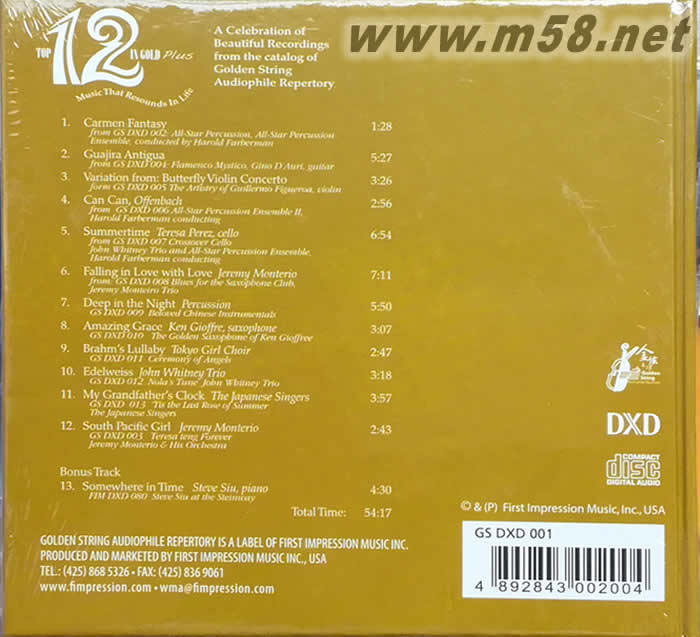 www.m58.net
TOP 12 IN GOLD Plus
Music That Resounds In Life
A Celebration of
Beautiful Recordings
from the catalog of
Golden String
Audiophile Repertory
1. Carmen Fantasy 1:28
from GS DXD 002: All-Star Percussion, All-Star Percussion
Ensemble, conducted by Harold Farberman
2. Guajira Antigua 5:27
from GS DXD 004: Flamenco Mystico, Gino D'Auri, guitar
3. Variation from: Butterfly Violin Concerto 3:26
form GS DXD 005 The Artistry of Guillermo Figueroa, violin
4. Can Can, Offenbach 2:56
from GS DXD 006 All-Star Percussion Ensemble II,
Harold Farberman conducting
5. Summertime Teresa Perez, cello 6:54
from GS DXD 007 Crossover Cello
John Whitney Trio and All-Star Percussion Ensemble,
Harold Farberman conducting
6. Falling in Love with Love Jeremy Monterio 7:11
from: GS DXD 008 Blues for the Saxophone Club,
Jeremy Monteiro Trio
7. Deep in the Night Percussion 5:50
GS DXD 009 Beloved Chinese Instrumentals
8. Amazing Grace Ken Gioffre, saxophone 3:07
GS DXD 010 The Golden Saxophone of Ken Gioffree
9. Brahm's Lullaby Tokyo Girl Choir 2:47
GS DXD 011 Ceremony of Angels
10. Edelweiss John Whitney Trio 3:18
GS DXD 012 Nola's Tune John Whitney Trio
11. My Grandfather's Clock The Japanese Singers 3:57
GS DXD 013 'Tis the Last Rose of Summer
The Japanese Singers
12. South Pacific Girl Jeremy Monterio 2:43
GS DXD 003 Teresa teng Forever
Jeremy Monterio & His Orchestra
Bonus Track
13. Somewhere in Time Steve Siu, piano 4:30
FIM DXD 080 Steve Siu at the Steinway
Total Time: 54:17
Golden
String
DXD
COMPACT
disc
DIGITAL AUDIO
© & (P) First Impression Music, Inc., USA
GOLDEN STRING AUDIOPHILE REPERTORY IS A LABEL OF FIRST IMPRESSION MUSIC INC.
PRODUCED AND MARKETED BY FIRST IMPRESSION MUSIC INC., USA
TEL.: (425) 868 5326 • FAX: (425) 836 9061
www.fimpression.com • wma@fimpression.com
GS DXD 001
4 892843 002004